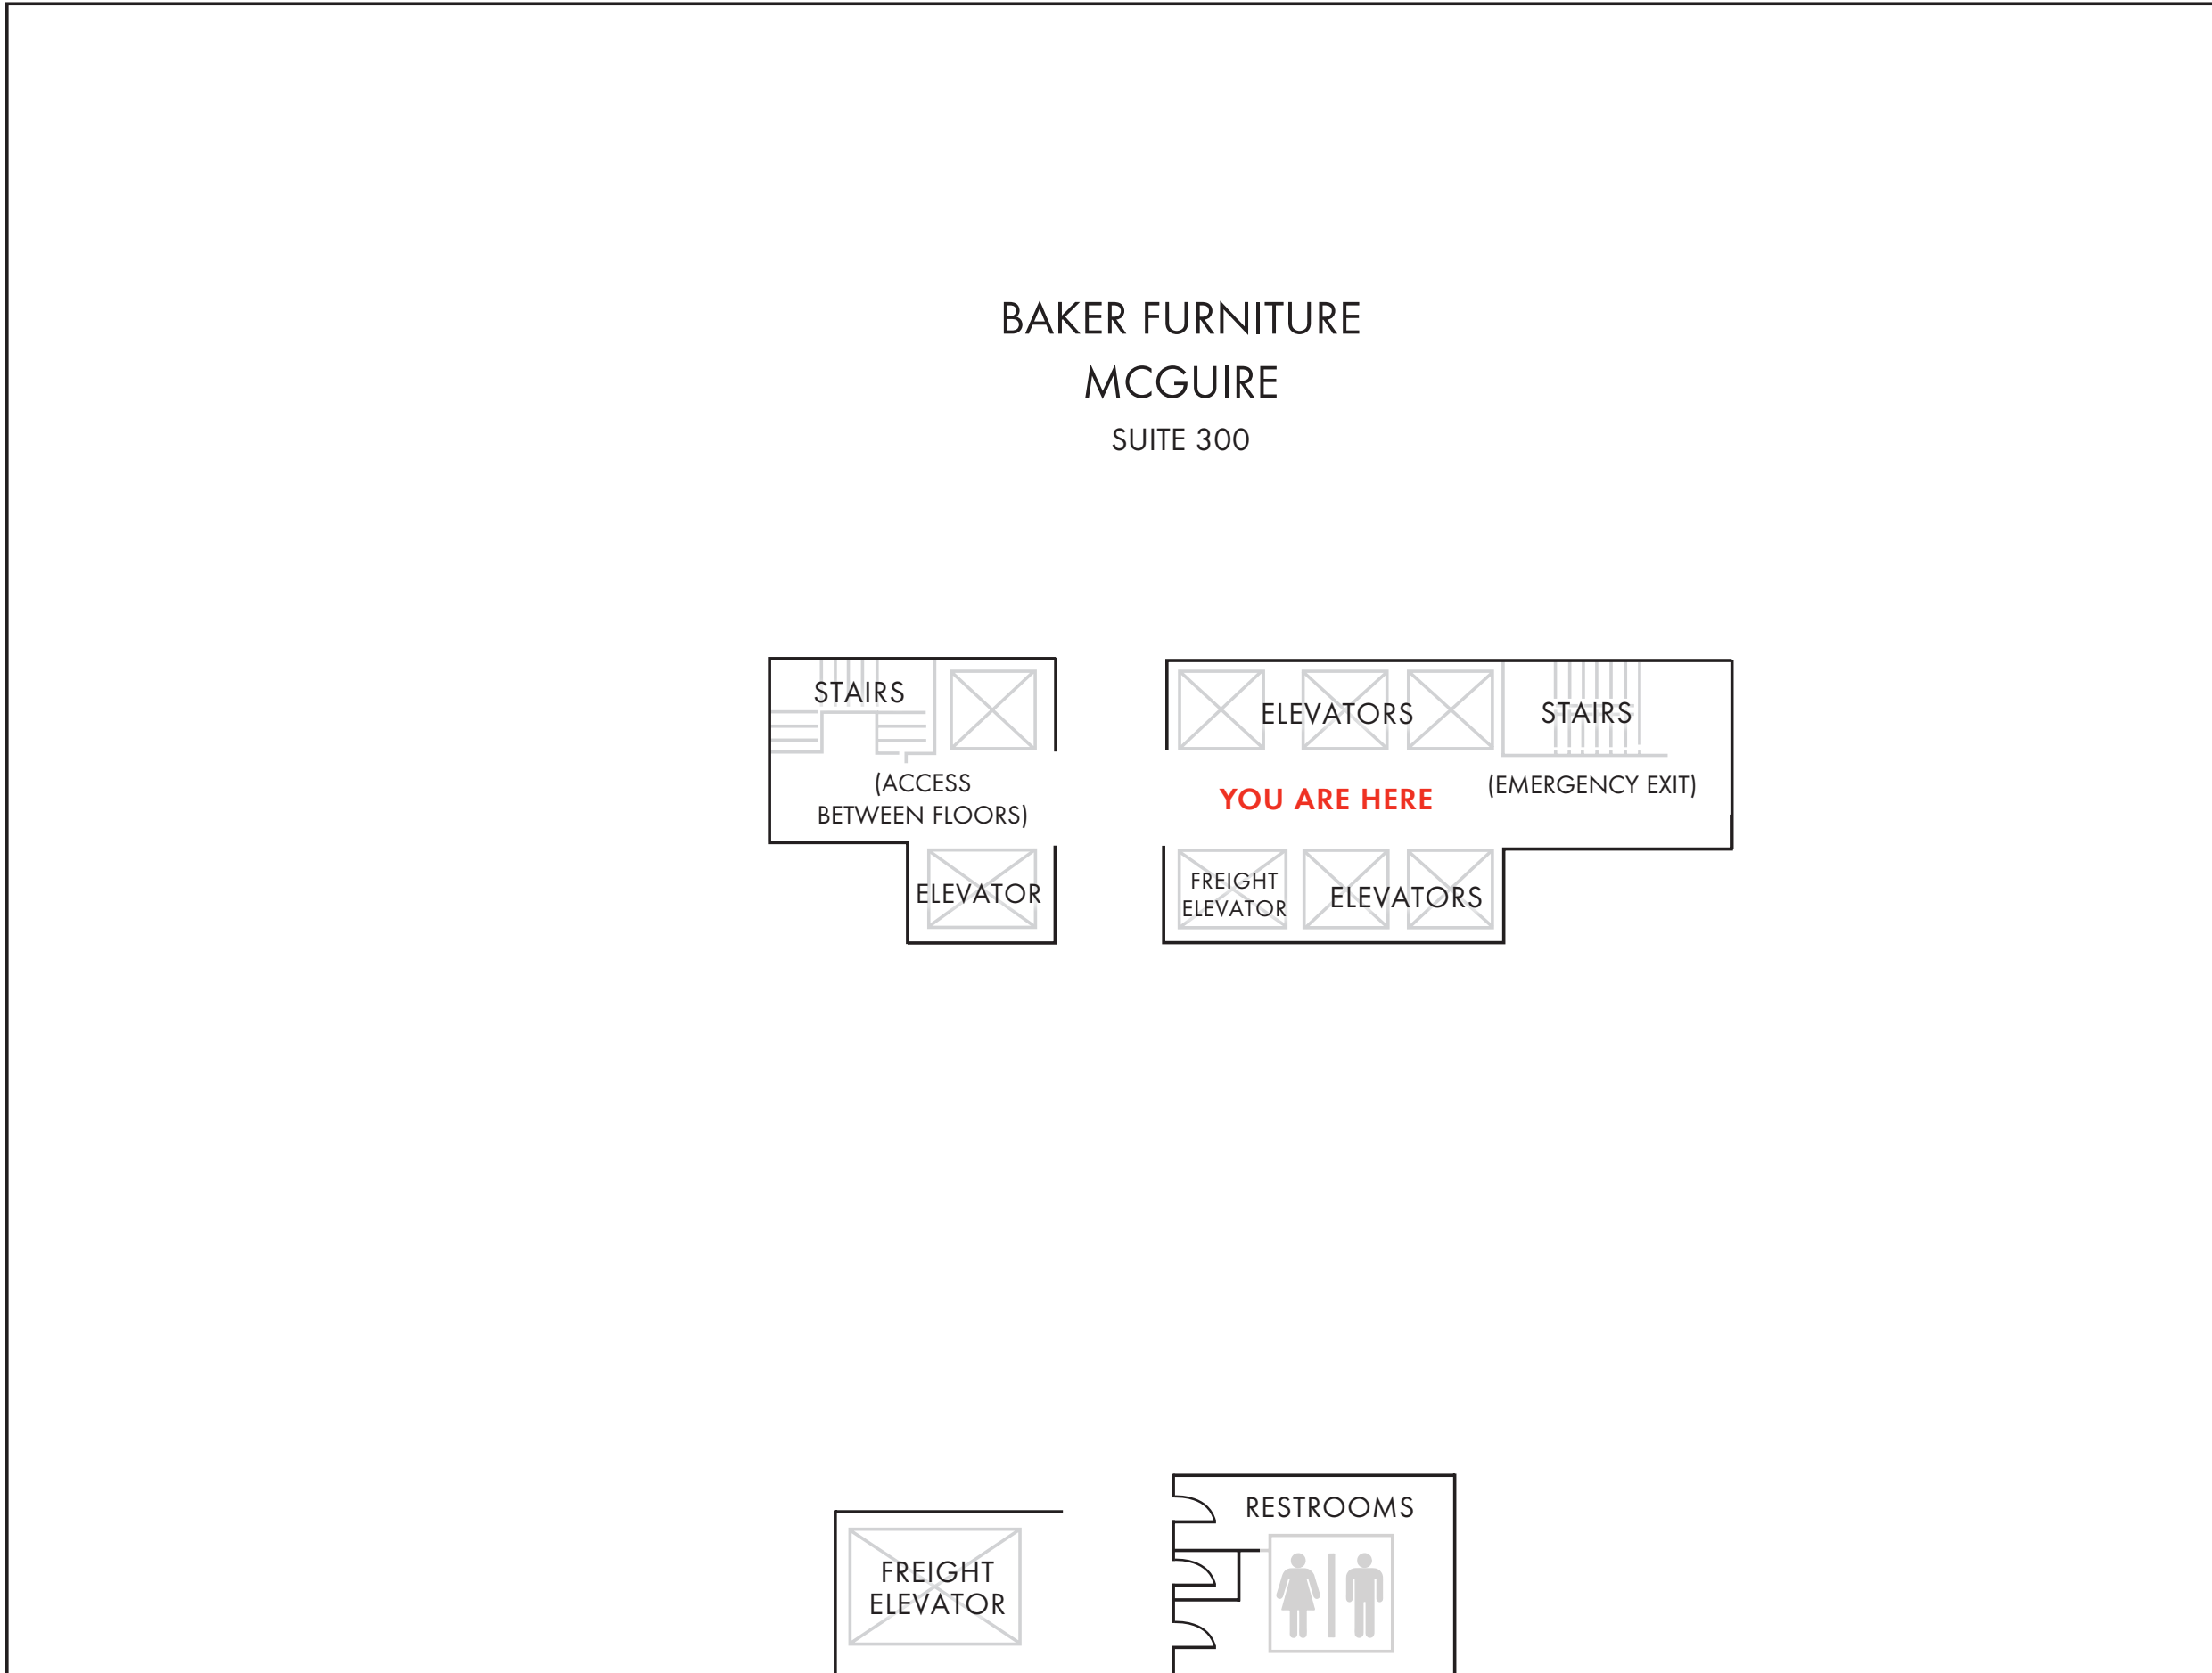 BAKER FURNITURE
MCGUIRE
SUITE 300
STAIRS
(ACCESS
BETWEEN FLOORS)
ELEVATOR
ELEVATORS
STAIRS
YOU ARE HERE
(EMERGENCY EXIT)
FREIGHT
ELEVATOR
ELEVATORS
FREIGHT
ELEVATOR
RESTROOMS